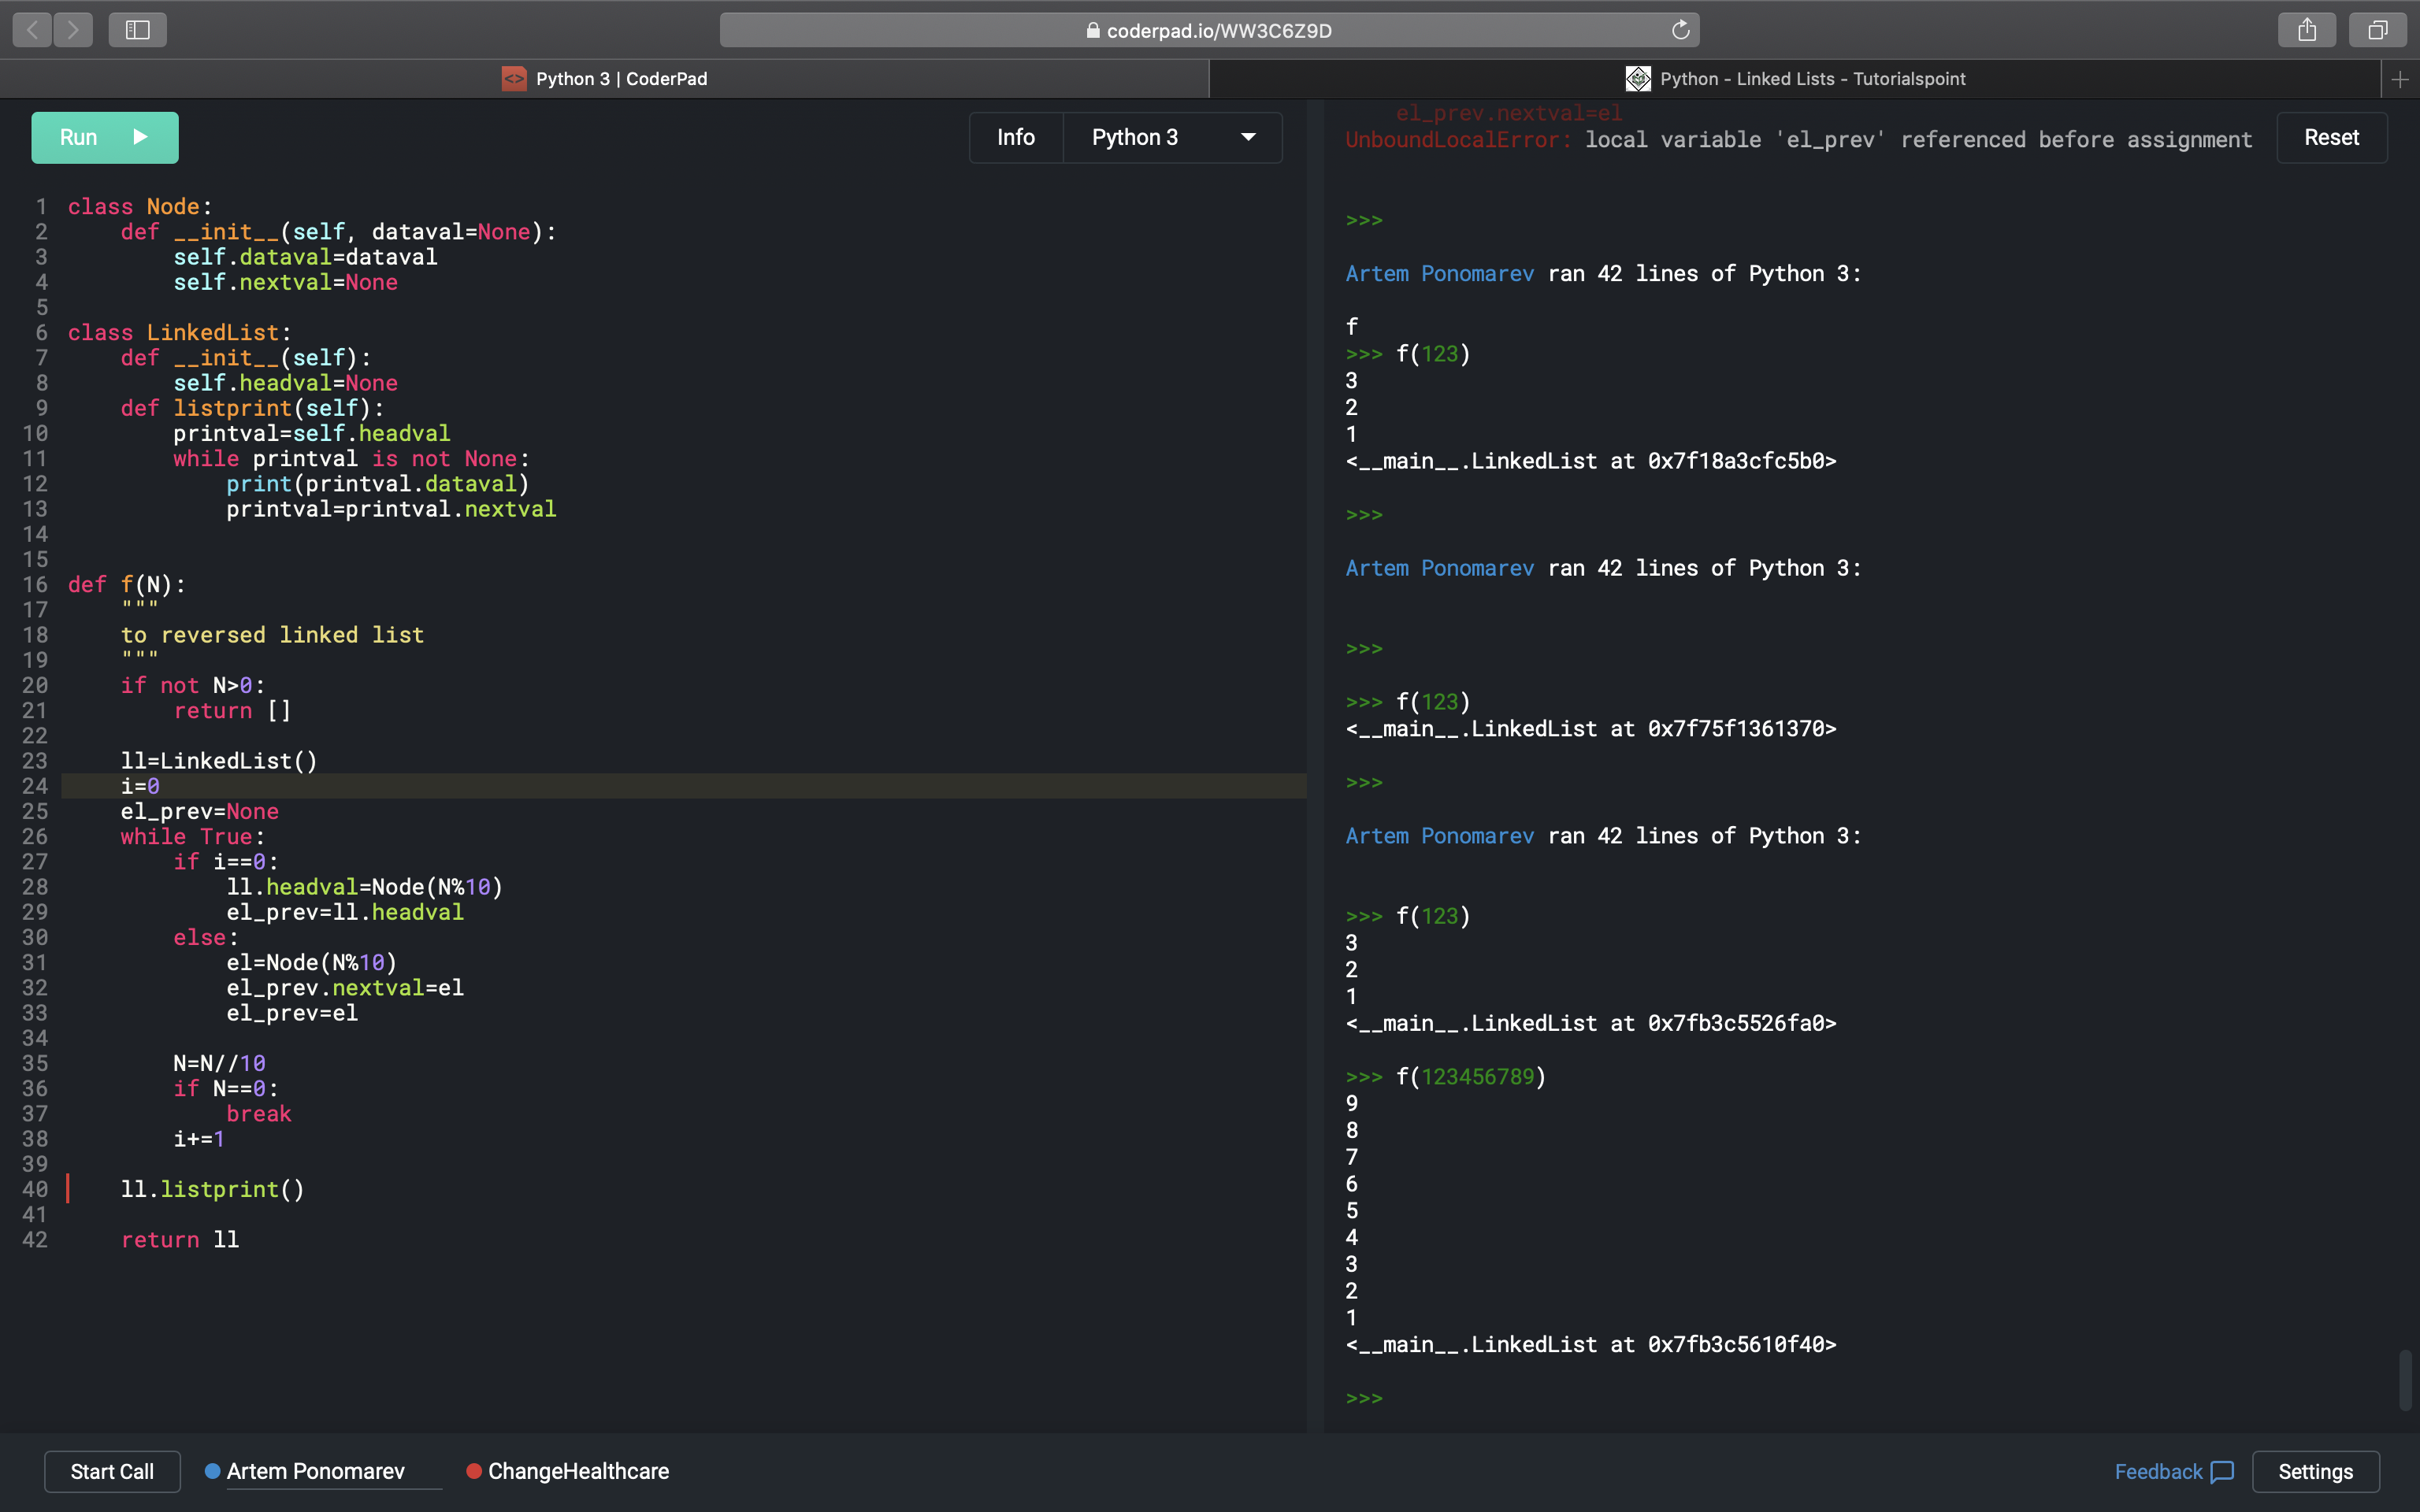 coderpad.io/WW3C6Z9D
Python 3 | CoderPad
Python - Linked Lists - Tutorialspoint
Run
Info
Python 3
Reset
1 class Node:
2     def __init__(self, dataval=None):
3         self.dataval=dataval
4         self.nextval=None
5
6 class LinkedList:
7     def __init__(self):
8         self.headval=None
9     def listprint(self):
10         printval=self.headval
11         while printval is not None:
12             print(printval.dataval)
13             printval=printval.nextval
14
15
16 def f(N):
17     """
18     to reversed linked list
19     """
20     if not N>0:
21         return []
22
23     ll=LinkedList()
24     i=0
25     el_prev=None
26     while True:
27         if i==0:
28             ll.headval=Node(N%10)
29             el_prev=ll.headval
30         else:
31             el=Node(N%10)
32             el_prev.nextval=el
33             el_prev=el
34
35         N=N//10
36         if N==0:
37             break
38         i+=1
39
40     ll.listprint()
41
42     return ll
el_prev.nextval=el
UnboundLocalError: local variable 'el_prev' referenced before assignment
>>>
Artem Ponomarev ran 42 lines of Python 3:
f
>>> f(123)
3
2
1
<__main__.LinkedList at 0x7f18a3cfc5b0>
>>>
Artem Ponomarev ran 42 lines of Python 3:
>>>
>>> f(123)
<__main__.LinkedList at 0x7f75f1361370>
>>>
Artem Ponomarev ran 42 lines of Python 3:
>>> f(123)
3
2
1
<__main__.LinkedList at 0x7fb3c5526fa0>
>>> f(123456789)
9
8
7
6
5
4
3
2
1
<__main__.LinkedList at 0x7fb3c5610f40>
>>>
Start Call
Artem Ponomarev
ChangeHealthcare
Feedback
Settings